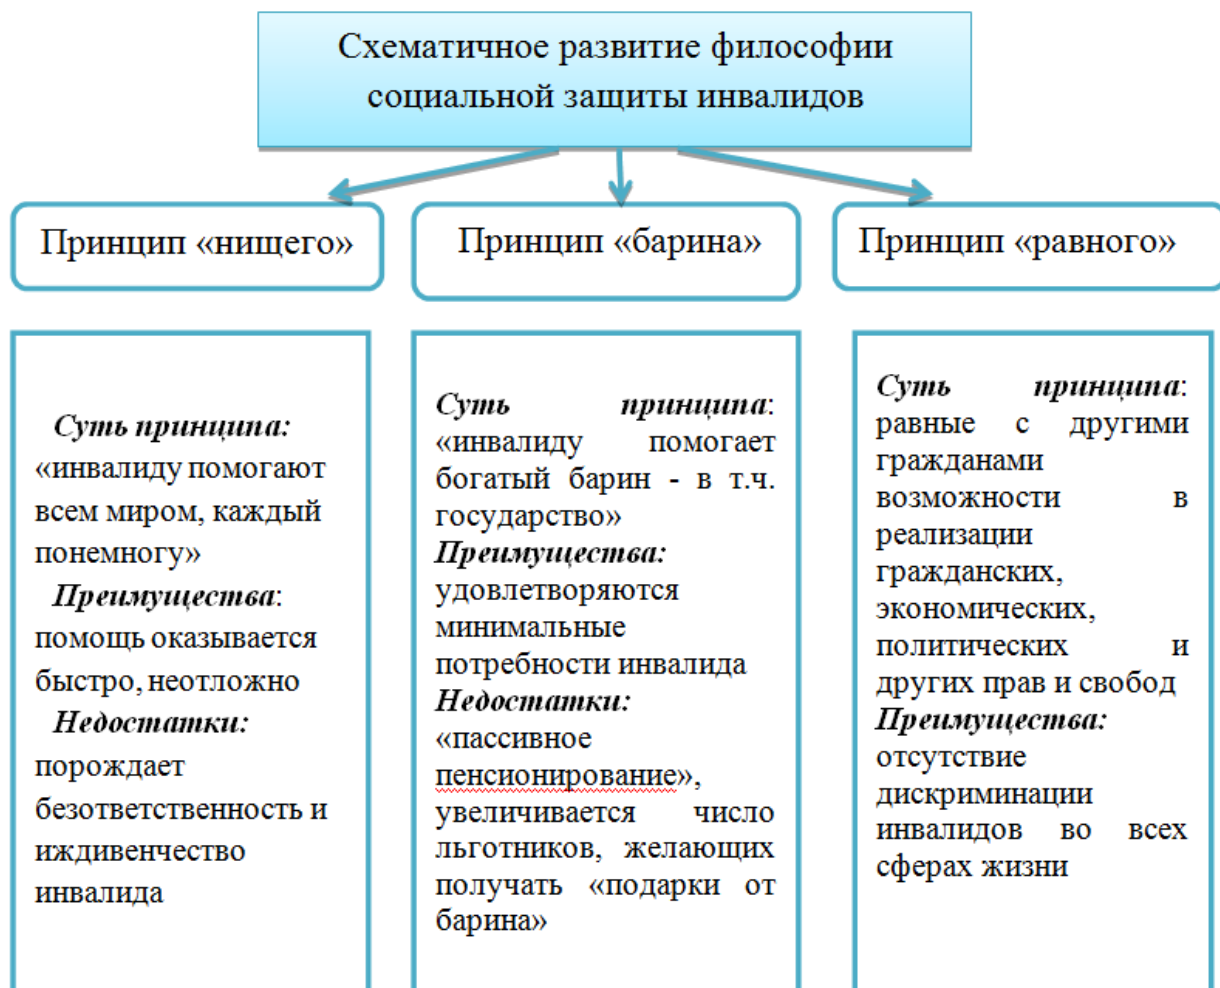 Схематичное развитие философии
социальной защиты инвалидов
Принцип «нищего»
Принцип «барина»
Принцип «равного»
Суть принципа:
«инвалиду помогают
всем миром, каждый
понемногу»
Преимущества:
помощь оказывается
быстро, неотложно
Недостатки:
порождает
безответственность и
иждивенчество
инвалида
Суть принципа:
«инвалиду помогает
богатый барин - в т.ч.
государство»
Преимущества:
удовлетворяются
минимальные
потребности инвалида
Недостатки:
«пассивное
пенсионирование»,
увеличивается число
льготников, желающих
получать «подарки от
барина»
Суть принципа:
равные с другими
гражданами
возможности в
реализации
гражданских,
экономических,
политических и
других прав и свобод
Преимущества:
отсутствие
дискриминации
инвалидов во всех
сферах жизни